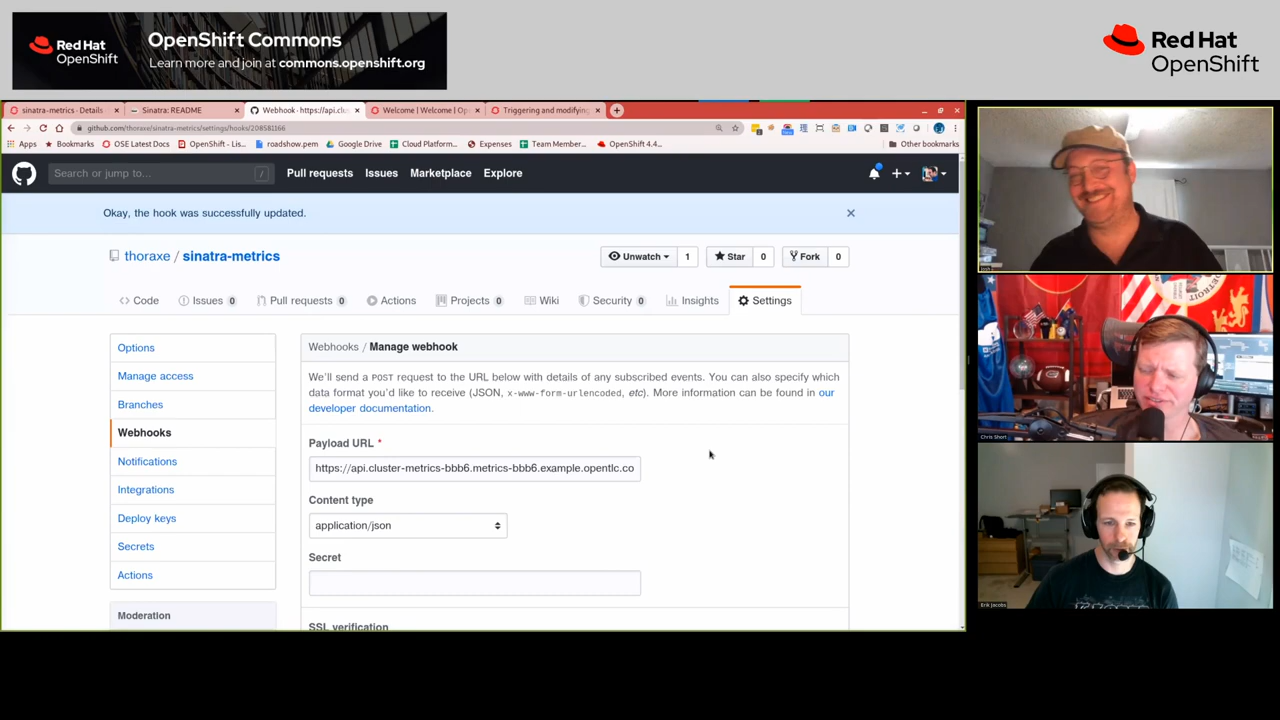 Red Hat
OpenShift
OpenShift Commons
Learn more and join at commons.openshift.org
Red Hat
OpenShift
sinatra-metrics - Details
Sinatra: README
Webhook · https://api.clu
Welcome | Welcome | Op
Triggering and modifying
github.com/thoraxe/sinatra-metrics/settings/hooks/208581166
Apps
Bookmarks
OSE Latest Docs
OpenShift - Lis...
roadshow.pem
Google Drive
Cloud Platform...
Expenses
Team Member...
OpenShift 4.4...
Other bookmarks
Search or jump to...
/
Pull requests
Issues
Marketplace
Explore
Okay, the hook was successfully updated.
thoraxe / sinatra-metrics
Unwatch
1
Star
0
Fork
0
Code
Issues 0
Pull requests 0
Actions
Projects 0
Wiki
Security 0
Insights
Settings
Options
Manage access
Branches
Webhooks
Notifications
Integrations
Deploy keys
Secrets
Actions
Moderation
Webhooks / Manage webhook
We'll send a POST request to the URL below with details of any subscribed events. You can also specify which
data format you'd like to receive (JSON, x-www-form-urlencoded, etc). More information can be found in our
developer documentation.
Payload URL *
https://api.cluster-metrics-bbb6.metrics-bbb6.example.opentlc.co
Content type
application/json
Secret
SSL verification
Chris Short
Erik Jacobs